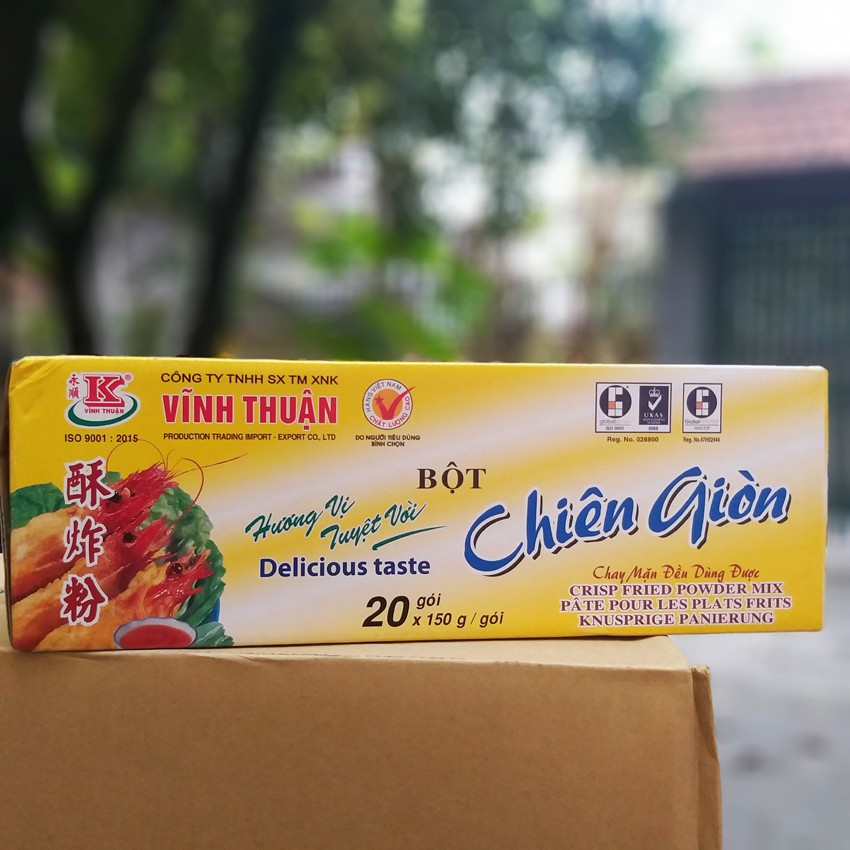 永順
K
VĨNH THUẬN
ISO 9001 : 2015
CÔNG TY TNHH SX TM XNK
VĨNH THUẬN
PRODUCTION TRADING IMPORT - EXPORT CO., LTD
HÀNG VIỆT NAM
CHẤT LƯỢNG CAO
DO NGƯỜI TIÊU DÙNG
BÌNH CHỌN
UKAS
ISO 9001
Reg. No. 028800
Global
HACCP
酥炸粉
BỘT
Chiên Giòn
Hương Vị
Tuyệt Vời
Delicious taste
20 gói
x 150 g / gói
Chay Mặn Đều Dùng Được
CRISP FRIED POWDER MIX
PÂTE POUR LES PLATS FRITS
KNUSPRIGE PANIERUNG